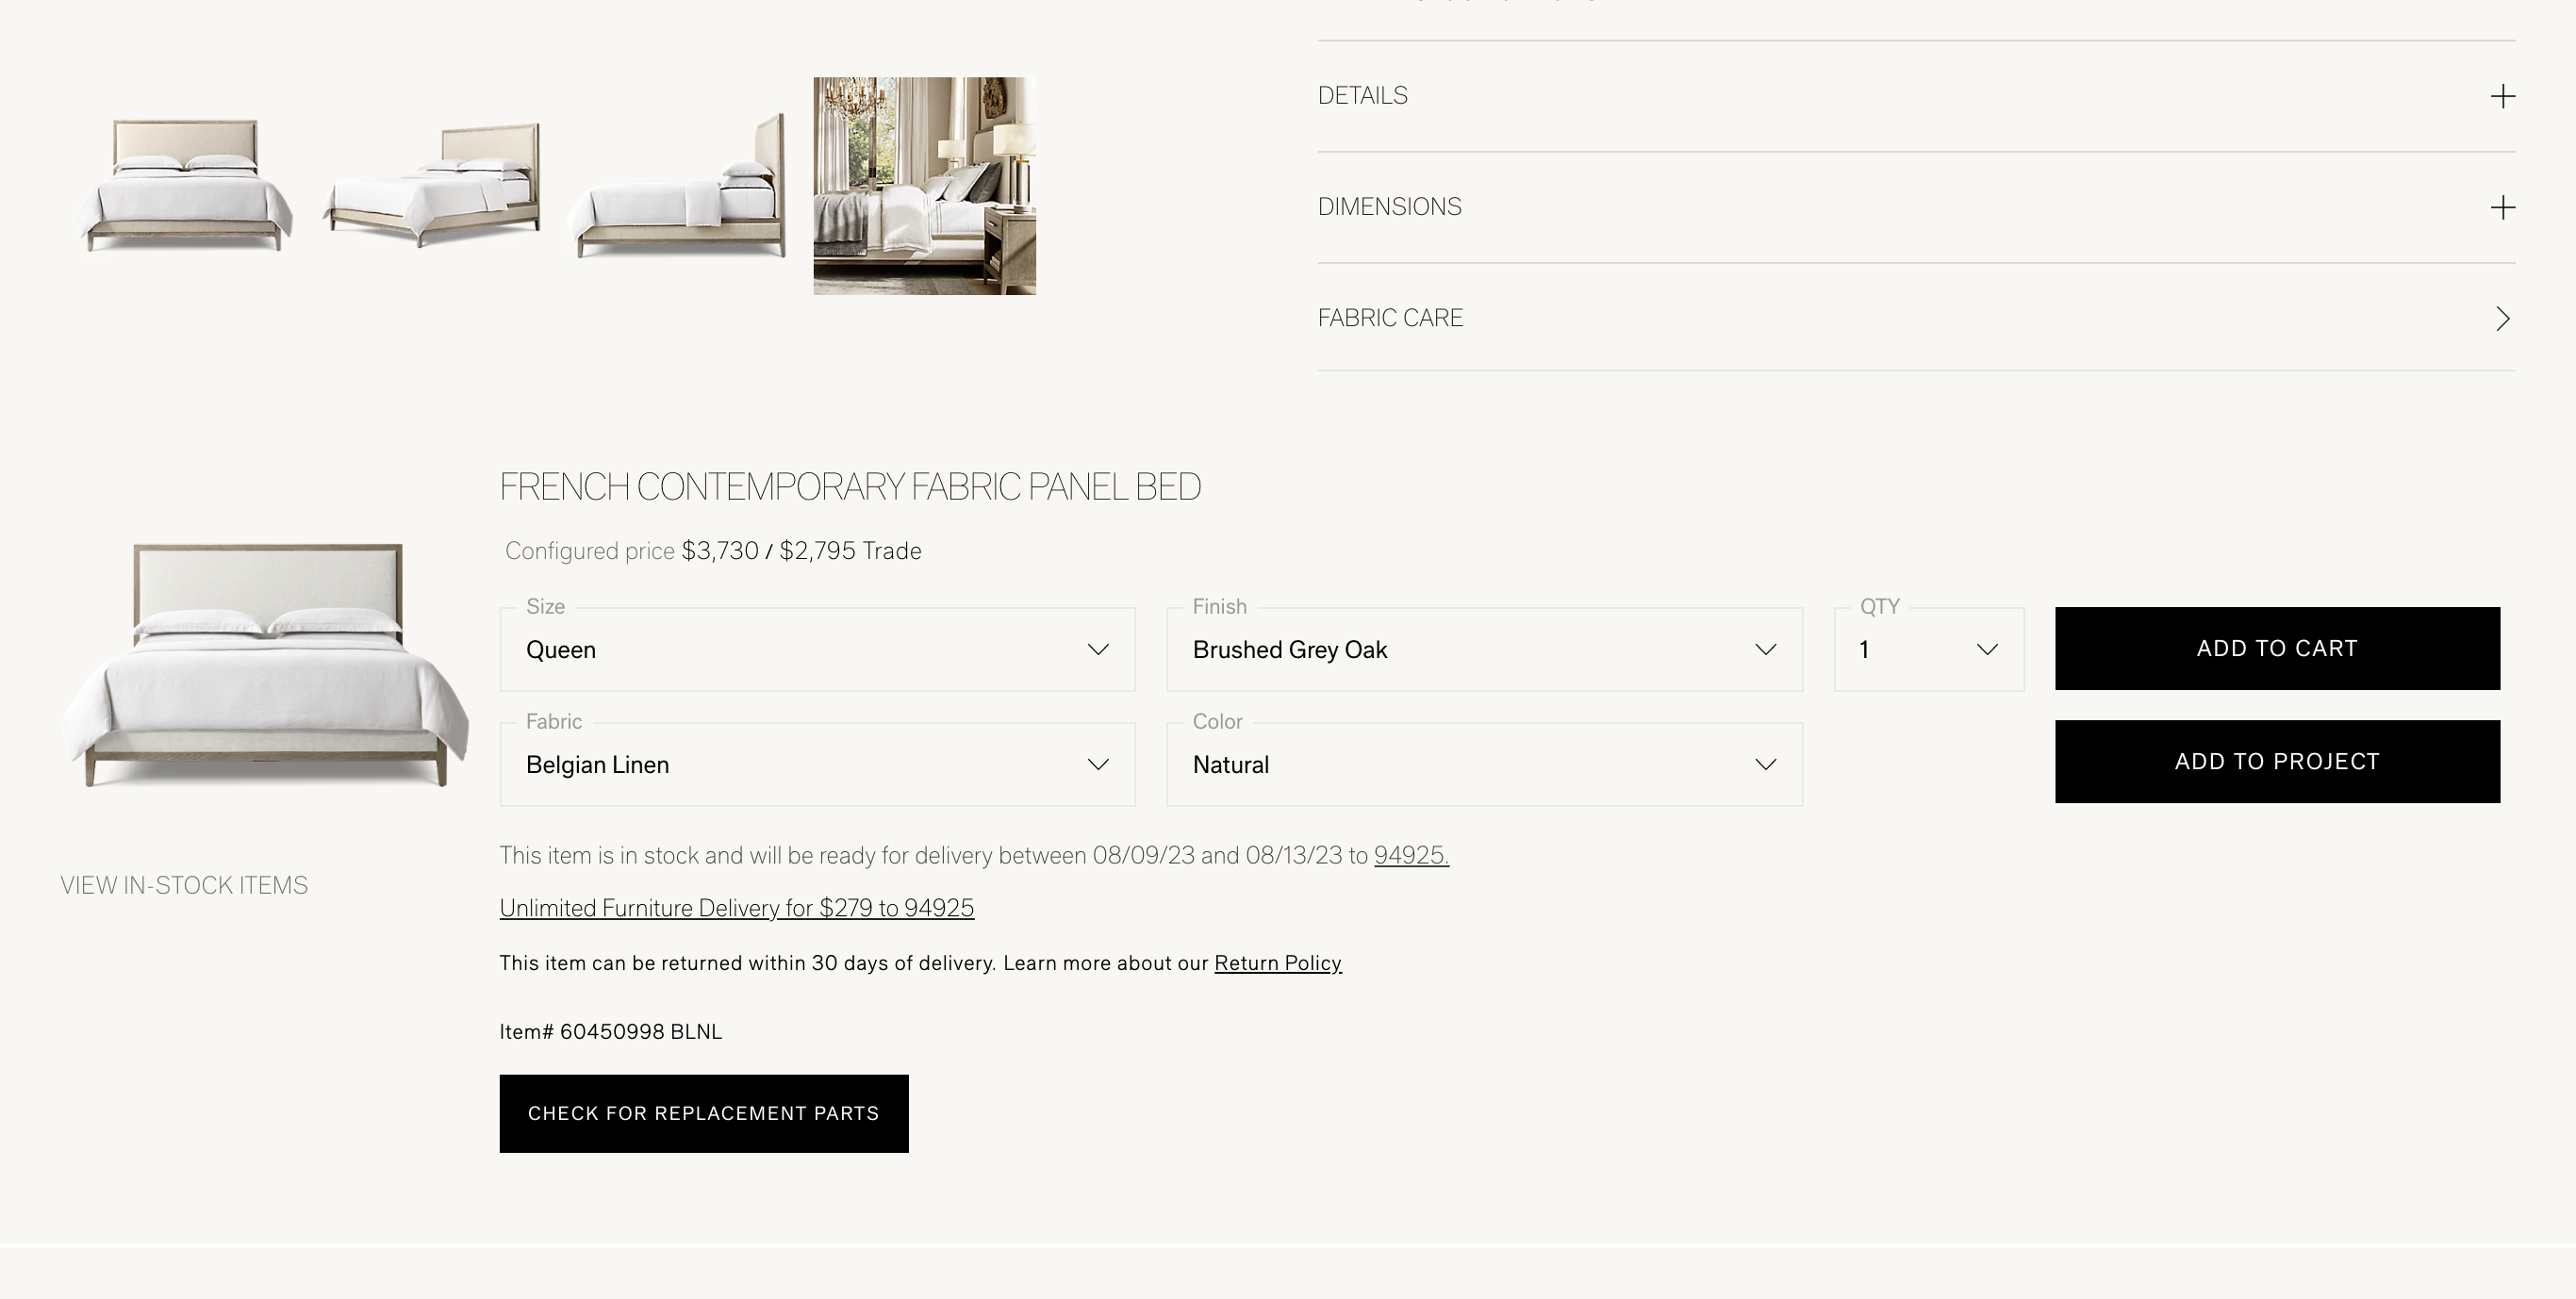 DETAILS
DIMENSIONS
FABRIC CARE
FRENCH CONTEMPORARY FABRIC PANEL BED
Configured price $3,730 / $2,795 Trade
Size
Queen
Finish
Brushed Grey Oak
QTY
1
ADD TO CART
Fabric
Belgian Linen
Color
Natural
ADD TO PROJECT
This item is in stock and will be ready for delivery between 08/09/23 and 08/13/23 to 94925.
VIEW IN-STOCK ITEMS
Unlimited Furniture Delivery for $279 to 94925
This item can be returned within 30 days of delivery. Learn more about our Return Policy
Item# 60450998 BLNL
CHECK FOR REPLACEMENT PARTS